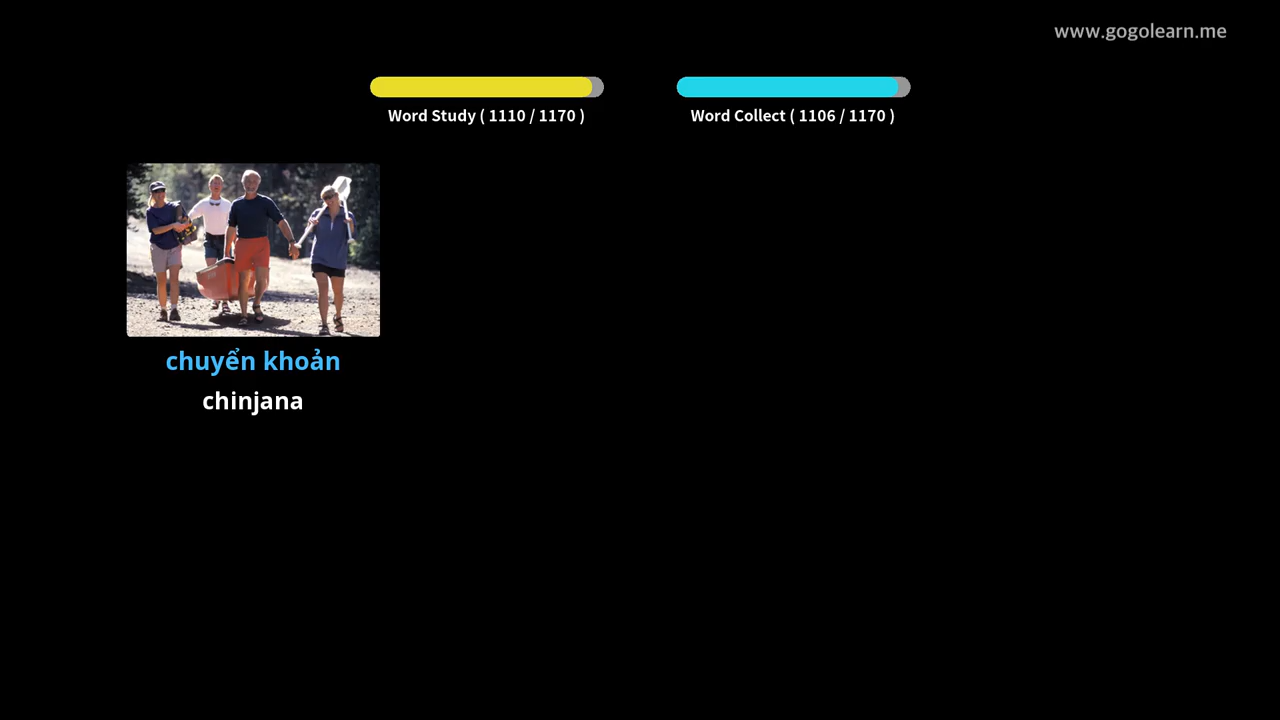 www.gogolearn.me
Word Study ( 1110 / 1170 )
Word Collect ( 1106 / 1170 )
chuyển khoản
chinjana